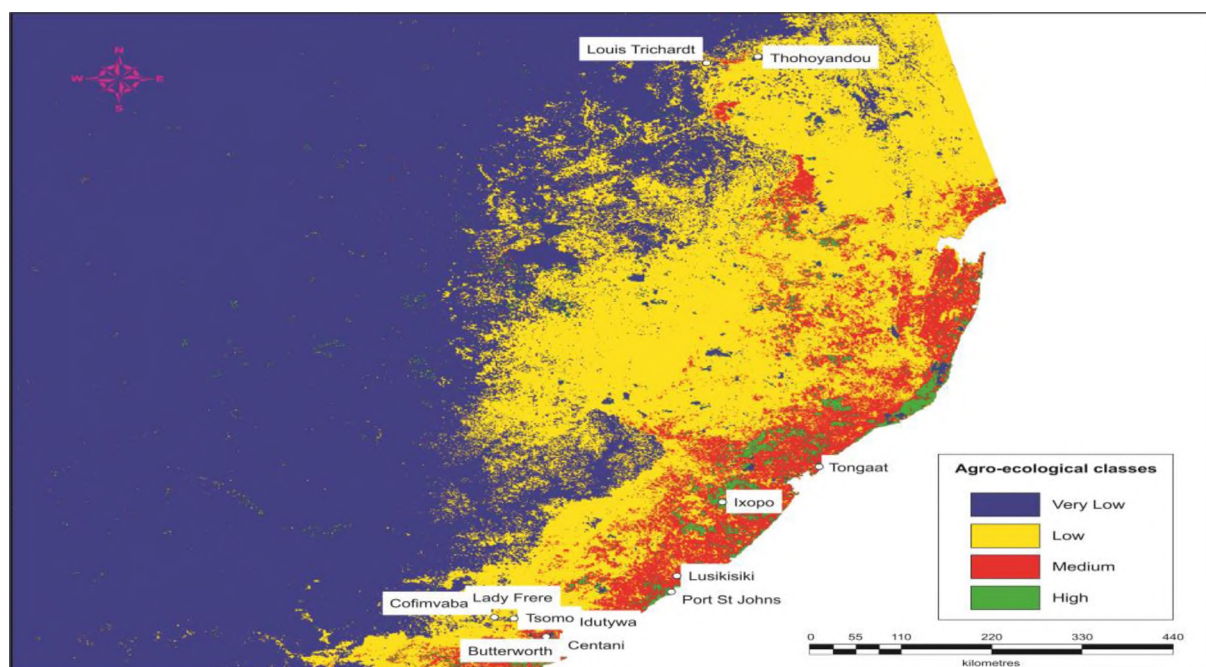 N
W E
S
Louis Trichardt
Thohoyandou
Tongaat
Ixopo
Lusikisiki
Port St Johns
Lady Frere
Cofimvaba
Tsomo
Idutywa
Centani
Butterworth
Agro-ecological classes
Very Low
Low
Medium
High
0 55 110 220 330 440
kilometres